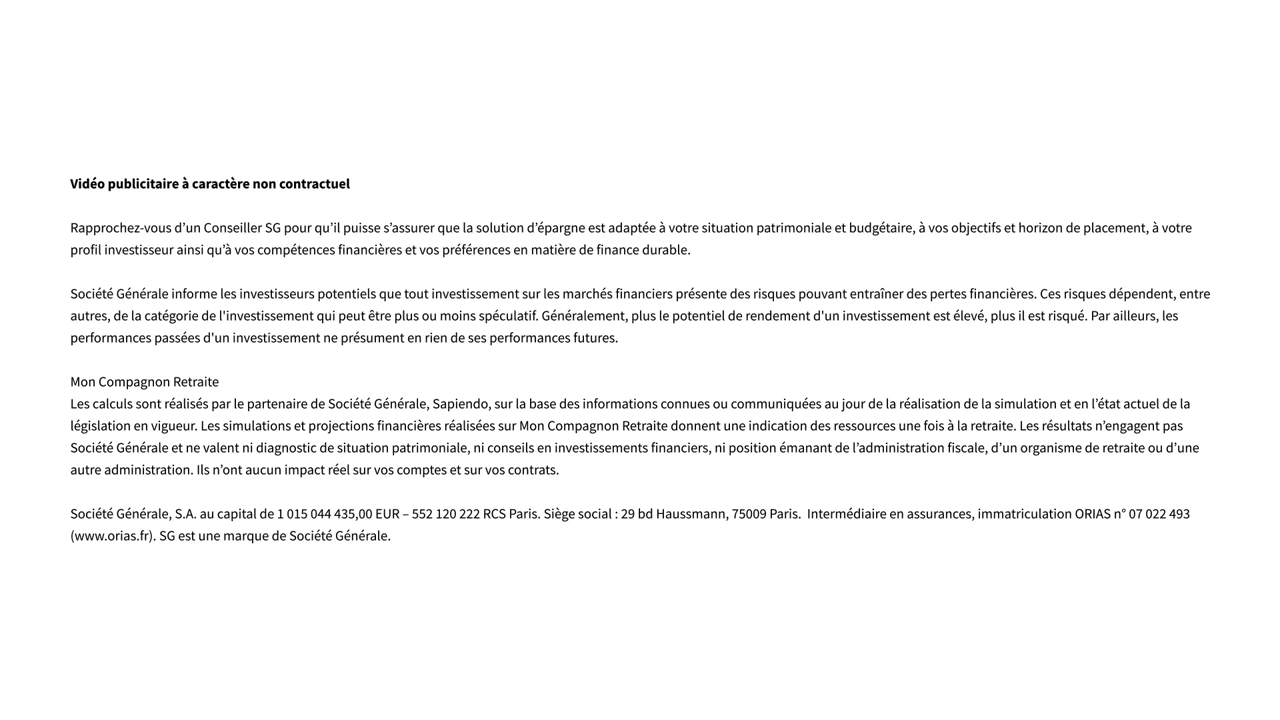 Vidéo publicitaire à caractère non contractuel
Rapprochez-vous d’un Conseiller SG pour qu’il puisse s’assurer que la solution d’épargne est adaptée à votre situation patrimoniale et budgétaire, à vos objectifs et horizon de placement, à votre
profil investisseur ainsi qu’à vos compétences financières et vos préférences en matière de finance durable.
Société Générale informe les investisseurs potentiels que tout investissement sur les marchés financiers présente des risques pouvant entraîner des pertes financières. Ces risques dépendent, entre
autres, de la catégorie de l'investissement qui peut être plus ou moins spéculatif. Généralement, plus le potentiel de rendement d'un investissement est élevé, plus il est risqué. Par ailleurs, les
performances passées d'un investissement ne présument en rien de ses performances futures.
Mon Compagnon Retraite
Les calculs sont réalisés par le partenaire de Société Générale, Sapiendo, sur la base des informations connues ou communiquées au jour de la réalisation de la simulation et en l’état actuel de la
législation en vigueur. Les simulations et projections financières réalisées sur Mon Compagnon Retraite donnent une indication des ressources une fois à la retraite. Les résultats n’engagent pas
Société Générale et ne valent ni diagnostic de situation patrimoniale, ni conseils en investissements financiers, ni position émanant de l’administration fiscale, d’un organisme de retraite ou d’une
autre administration. Ils n’ont aucun impact réel sur vos comptes et sur vos contrats.
Société Générale, S.A. au capital de 1 015 044 435,00 EUR – 552 120 222 RCS Paris. Siège social : 29 bd Haussmann, 75009 Paris.  Intermédiaire en assurances, immatriculation ORIAS n° 07 022 493
(www.orias.fr). SG est une marque de Société Générale.